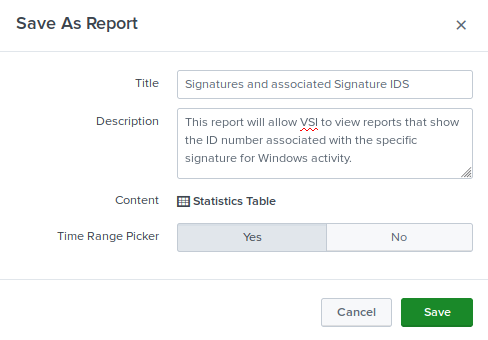 Save As Report
×
Title
Signatures and associated Signature IDS
Description
This report will allow VSI to view reports that show
the ID number associated with the specific
signature for Windows activity.
Content
Statistics Table
Time Range Picker
Yes
No
Cancel
Save